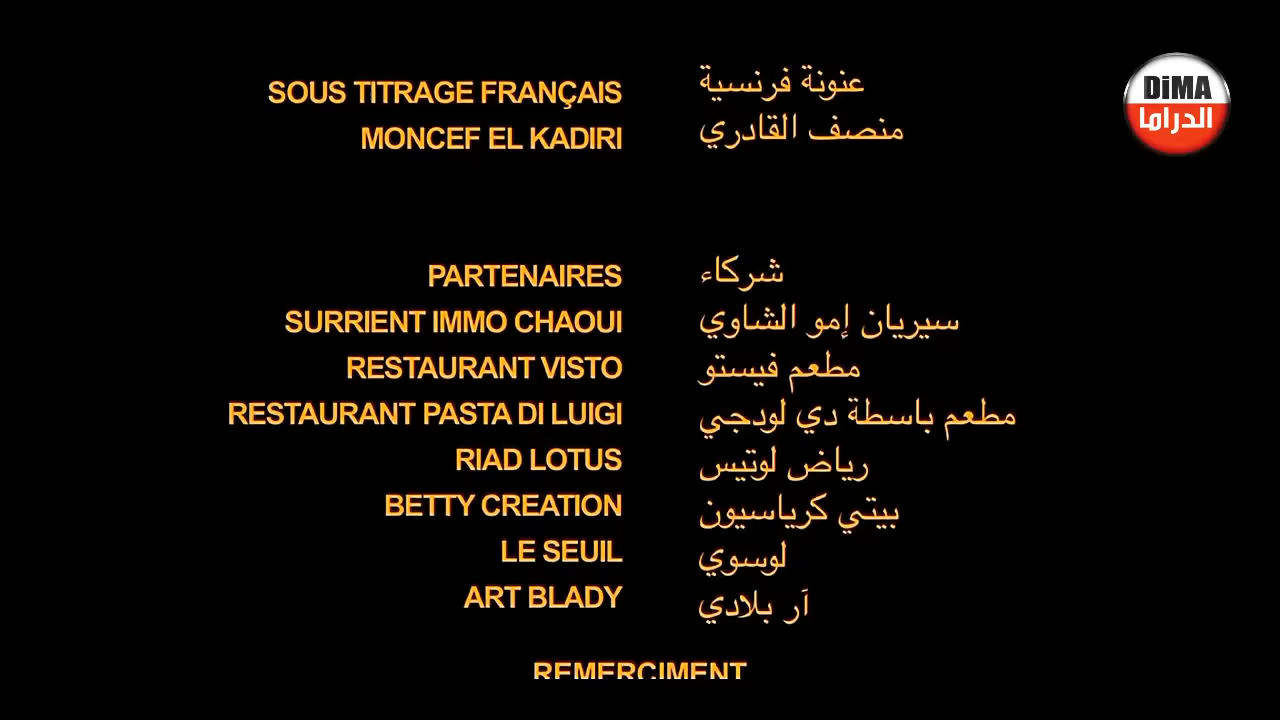 SOUS TITRAGE FRANÇAIS عنونة فرنسية
MONCEF EL KADIRI منصف القادري
DiMA
الدراما
PARTENAIRES شركاء
SURRIENT IMMO CHAOUI سيريان إمو الشاوي
RESTAURANT VISTO مطعم فيستو
RESTAURANT PASTA DI LUIGI مطعم باسطة دي لودجي
RIAD LOTUS رياض لوتيس
BETTY CREATION بيتي كرياسيون
LE SEUIL لوسوي
ART BLADY آر بلادي
REMERCIMENT